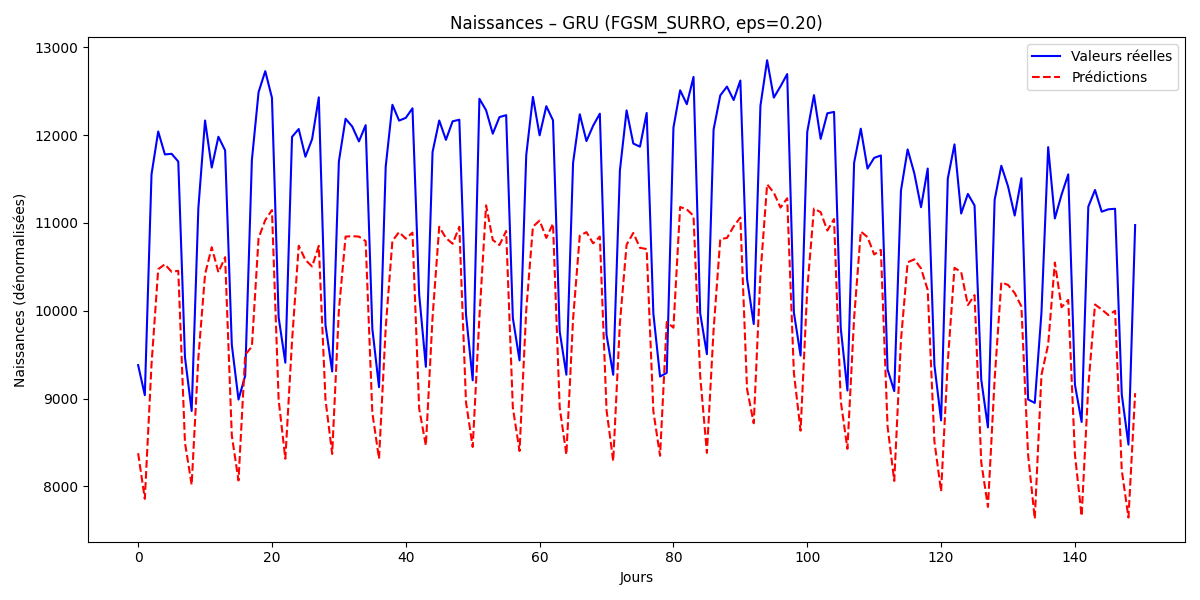 Naissances – GRU (FGSM_SURRO, eps=0.20)
Valeurs réelles
Prédictions
Naissances (dénormalisées)
13000
12000
11000
10000
9000
8000
0
20
40
60
80
100
120
140
Jours